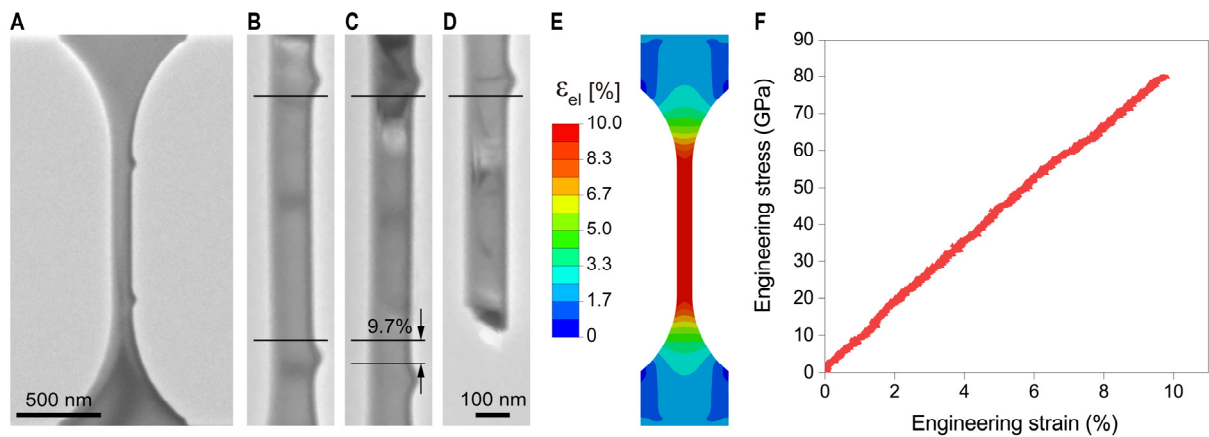 A
B
C
D
E
F
500 nm
9.7%
100 nm
εel [%]
10.0
8.3
6.7
5.0
3.3
1.7
0
Engineering stress (GPa)
90
80
70
60
50
40
30
20
10
0
0 2 4 6 8 10
Engineering strain (%)